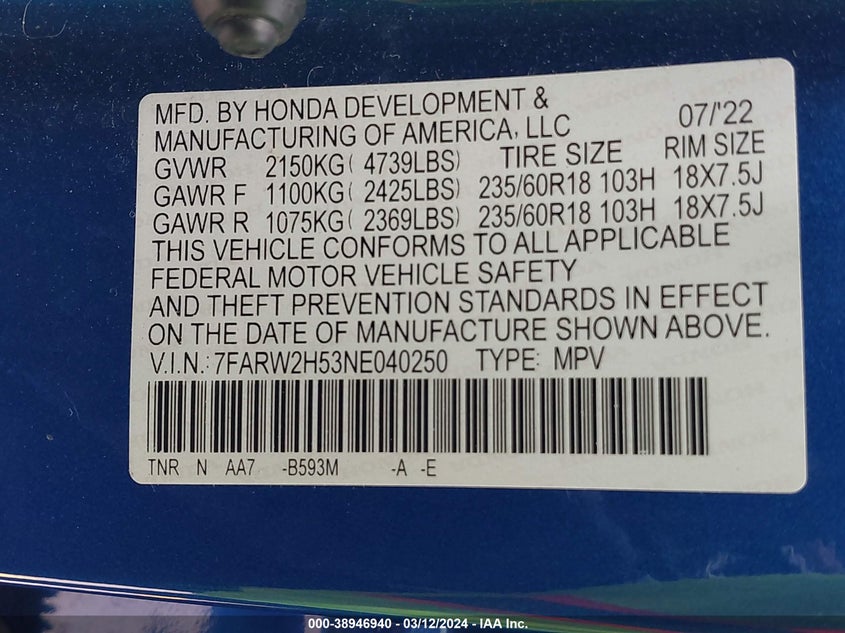 MFD. BY HONDA DEVELOPMENT &
MANUFACTURING OF AMERICA, LLC 07/'22
GVWR 2150KG( 4739LBS) TIRE SIZE RIM SIZE
GAWR F 1100KG( 2425LBS) 235/60R18 103H 18X7.5J
GAWR R 1075KG( 2369LBS) 235/60R18 103H 18X7.5J
THIS VEHICLE CONFORMS TO ALL APPLICABLE
FEDERAL MOTOR VEHICLE SAFETY
AND THEFT PREVENTION STANDARDS IN EFFECT
ON THE DATE OF MANUFACTURE SHOWN ABOVE.
V.I.N.: 7FARW2H53NE040250 TYPE: MPV
TNR N AA7 -B593M -A -E
000-38946940 - 03/12/2024 - IAA Inc.